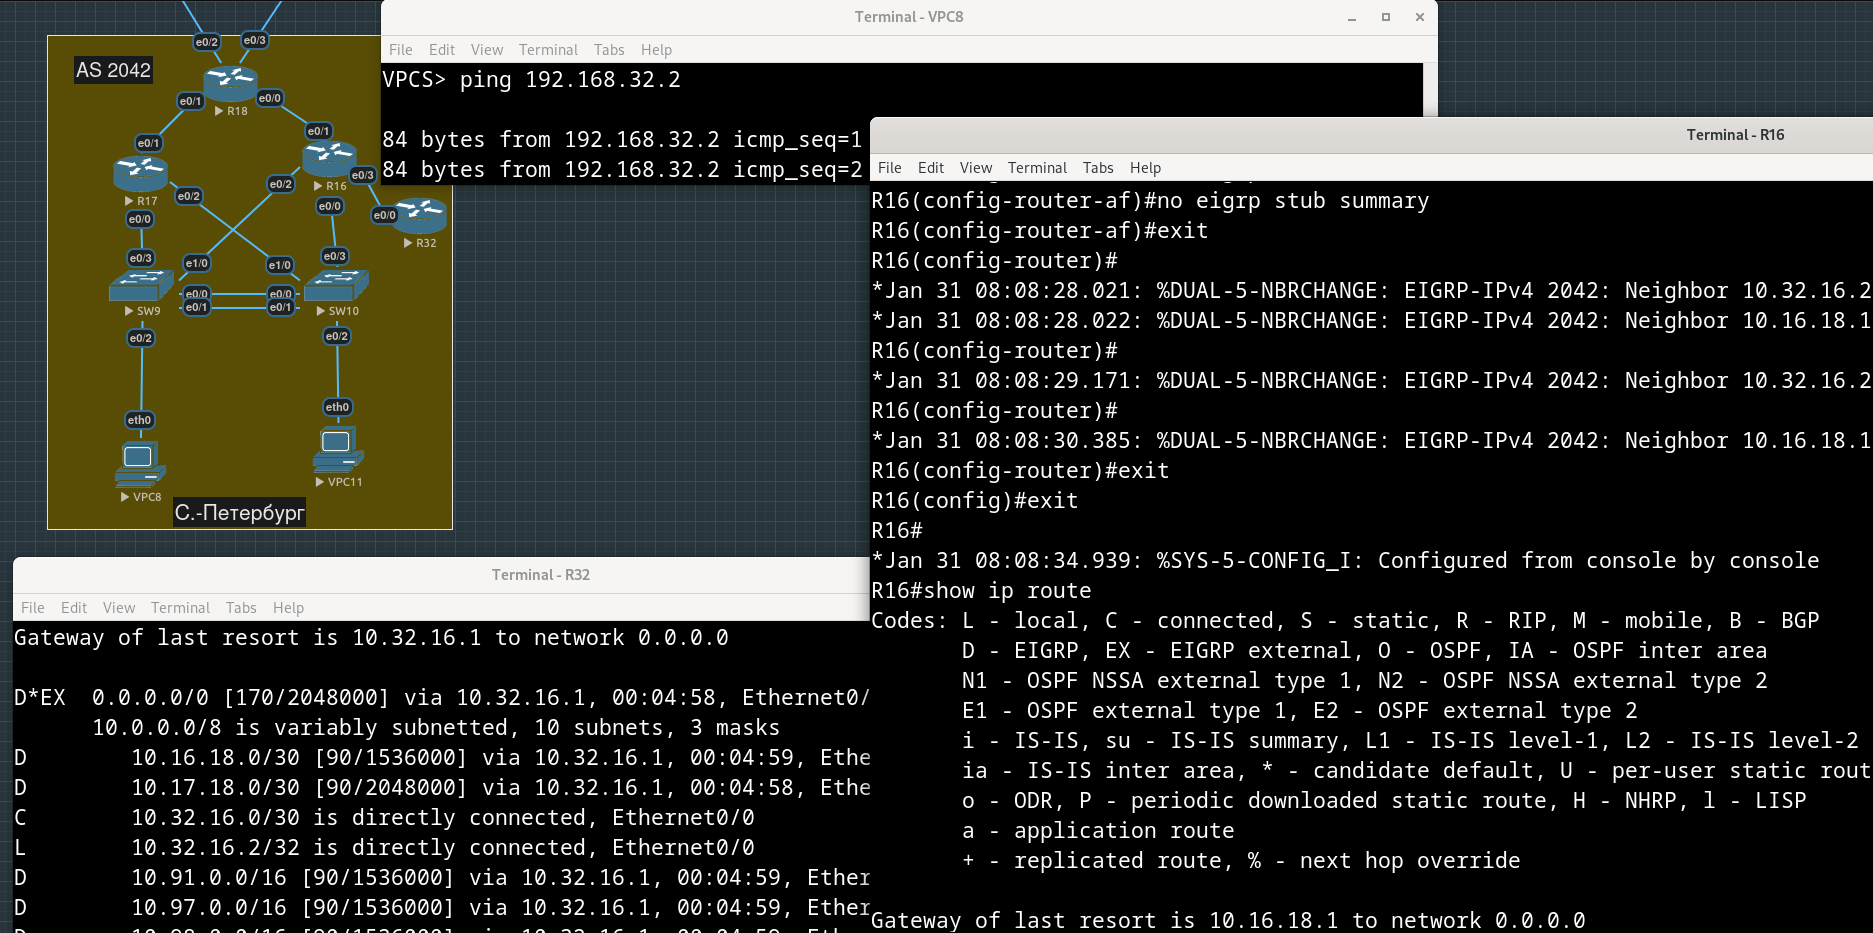 e0/2
e0/3
AS 2042
e0/1
e0/0
R18
e0/1
e0/1
e0/2
R16
e0/3
R17
e0/2
e0/0
e0/0
e0/0
R32
e0/3
e1/0
e1/0
e0/3
e0/0
e0/0
e0/1
e0/1
SW9
SW10
e0/2
e0/2
eth0
eth0
VPC8
VPC11
С.-Петербург
Terminal - VPC8
File Edit View Terminal Tabs Help
VPCS> ping 192.168.32.2
84 bytes from 192.168.32.2 icmp_seq=1
84 bytes from 192.168.32.2 icmp_seq=2
Terminal - R16
File Edit View Terminal Tabs Help
R16(config-router-af)#no eigrp stub summary
R16(config-router-af)#exit
R16(config-router)#
*Jan 31 08:08:28.021: %DUAL-5-NBRCHANGE: EIGRP-IPv4 2042: Neighbor 10.32.16.2
*Jan 31 08:08:28.022: %DUAL-5-NBRCHANGE: EIGRP-IPv4 2042: Neighbor 10.16.18.1
R16(config-router)#
*Jan 31 08:08:29.171: %DUAL-5-NBRCHANGE: EIGRP-IPv4 2042: Neighbor 10.32.16.2
R16(config-router)#
*Jan 31 08:08:30.385: %DUAL-5-NBRCHANGE: EIGRP-IPv4 2042: Neighbor 10.16.18.1
R16(config-router)#exit
R16(config)#exit
R16#
*Jan 31 08:08:34.939: %SYS-5-CONFIG_I: Configured from console by console
R16#show ip route
Codes: L - local, C - connected, S - static, R - RIP, M - mobile, B - BGP
D - EIGRP, EX - EIGRP external, O - OSPF, IA - OSPF inter area
N1 - OSPF NSSA external type 1, N2 - OSPF NSSA external type 2
E1 - OSPF external type 1, E2 - OSPF external type 2
i - IS-IS, su - IS-IS summary, L1 - IS-IS level-1, L2 - IS-IS level-2
ia - IS-IS inter area, * - candidate default, U - per-user static rout
o - ODR, P - periodic downloaded static route, H - NHRP, l - LISP
a - application route
+ - replicated route, % - next hop override
Gateway of last resort is 10.16.18.1 to network 0.0.0.0
Terminal - R32
File Edit View Terminal Tabs Help
Gateway of last resort is 10.32.16.1 to network 0.0.0.0
D*EX 0.0.0.0/0 [170/2048000] via 10.32.16.1, 00:04:58, Ethernet0/
10.0.0.0/8 is variably subnetted, 10 subnets, 3 masks
D 10.16.18.0/30 [90/1536000] via 10.32.16.1, 00:04:59, Ethe
D 10.17.18.0/30 [90/2048000] via 10.32.16.1, 00:04:58, Ethe
C 10.32.16.0/30 is directly connected, Ethernet0/0
L 10.32.16.2/32 is directly connected, Ethernet0/0
D 10.91.0.0/16 [90/1536000] via 10.32.16.1, 00:04:59, Ether
D 10.97.0.0/16 [90/1536000] via 10.32.16.1, 00:04:59, Ether